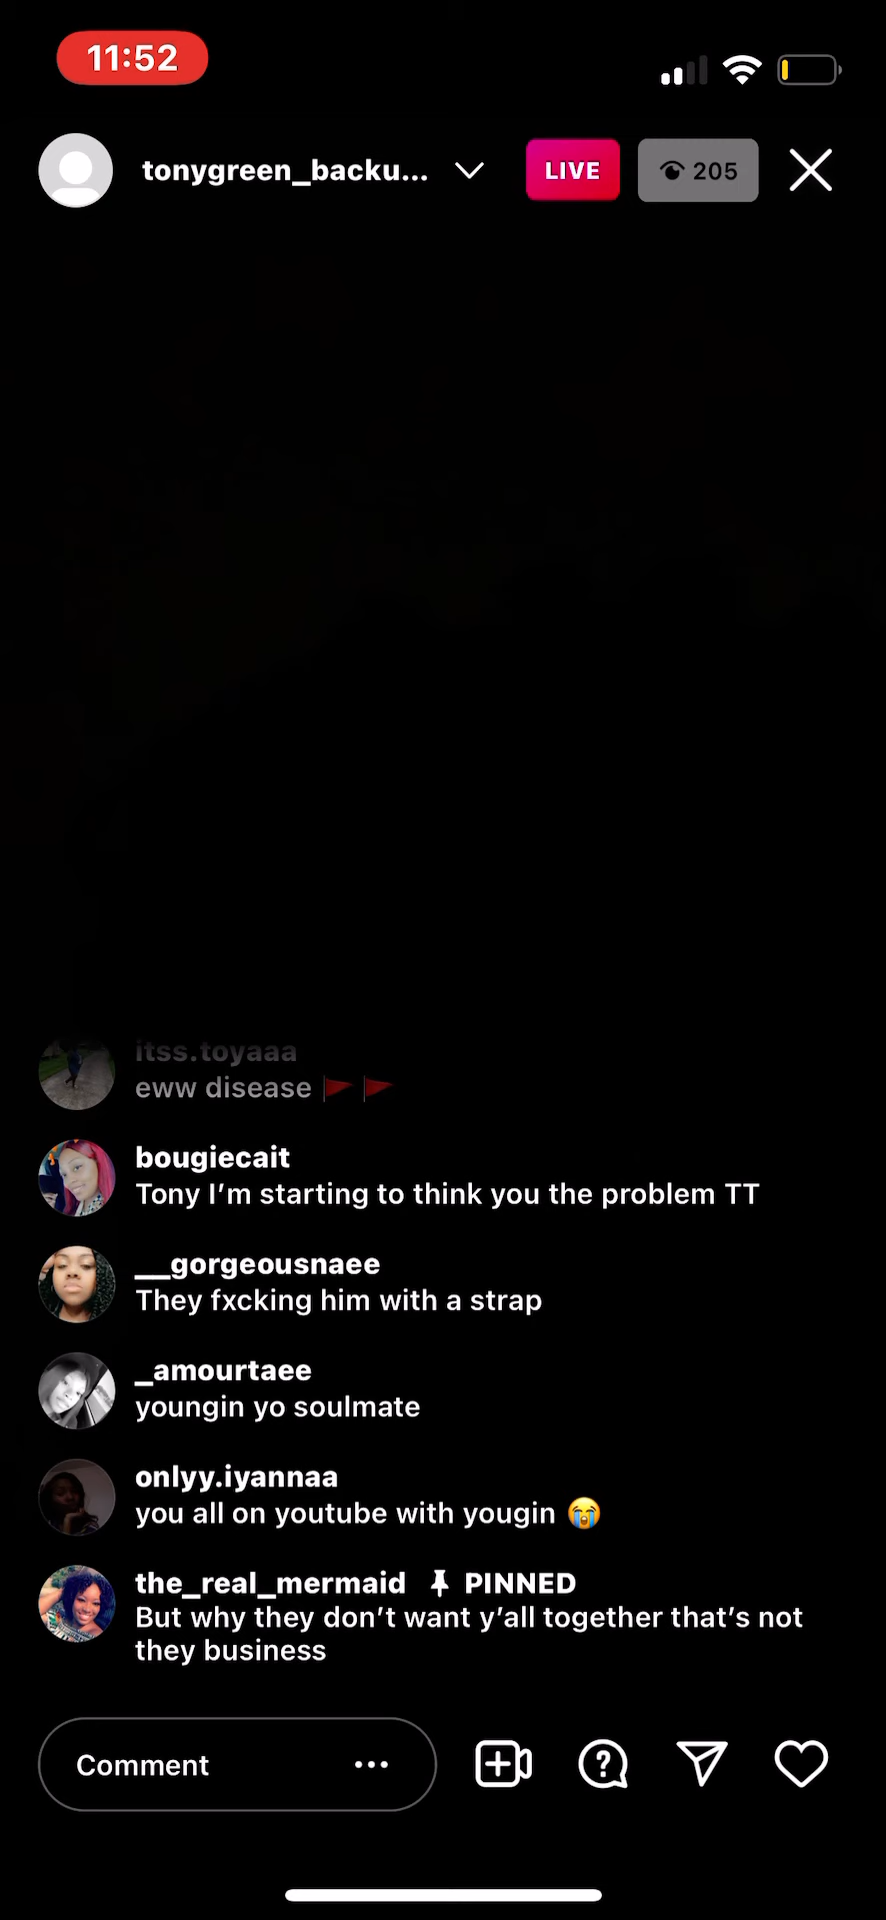 11:52
tonygreen_backu...
LIVE
205
itss.toyaaa
eww disease 🚩 🚩
bougiecait
Tony I’m starting to think you the problem TT
__gorgeousnaee
They fxcking him with a strap
_amourtaee
youngin yo soulmate
onlyy.iyannaa
you all on youtube with yougin 😭
the_real_mermaid 📌 PINNED
But why they don’t want y’all together that’s not
they business
Comment ...